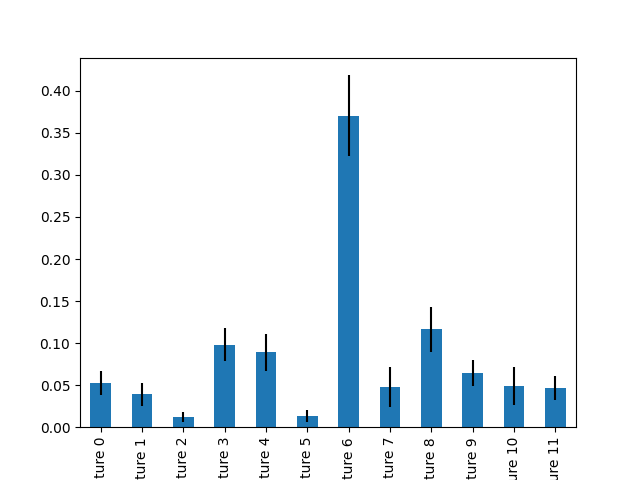 0.40
0.35
0.30
0.25
0.20
0.15
0.10
0.05
0.00
ture 0
ture 1
ture 2
ture 3
ture 4
ture 5
ture 6
ture 7
ture 8
ture 9
ure 10
ure 11